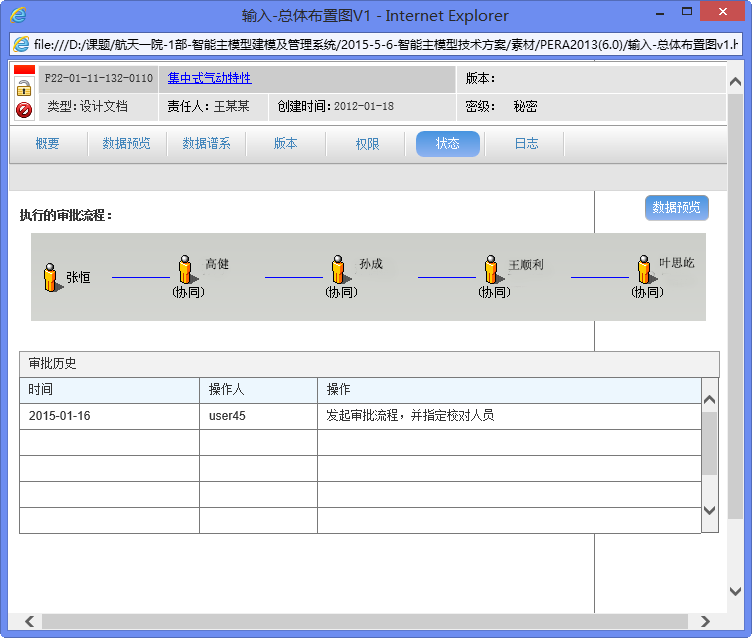 输入-总体布置图V1 - Internet Explorer
file:///D:/课题/航天一院-1部-智能主模型建模及管理系统/2015-5-6-智能主模型技术方案/素材/PERA2013(6.0)/输入-总体布置图v1.h
P22-01-11-132-0110 集中式气动特性 版本：
类型：设计文档 责任人：王某某 创建时间：2012-01-18 密级： 秘密
概要 数据预览 数据谱系 版本 权限 状态 日志
数据预览
执行的审批流程：
张恒 高健 孙成 王顺利 叶思屹
(协同) (协同) (协同) (协同)
审批历史
时间 操作人 操作
2015-01-16 user45 发起审批流程，并指定校对人员